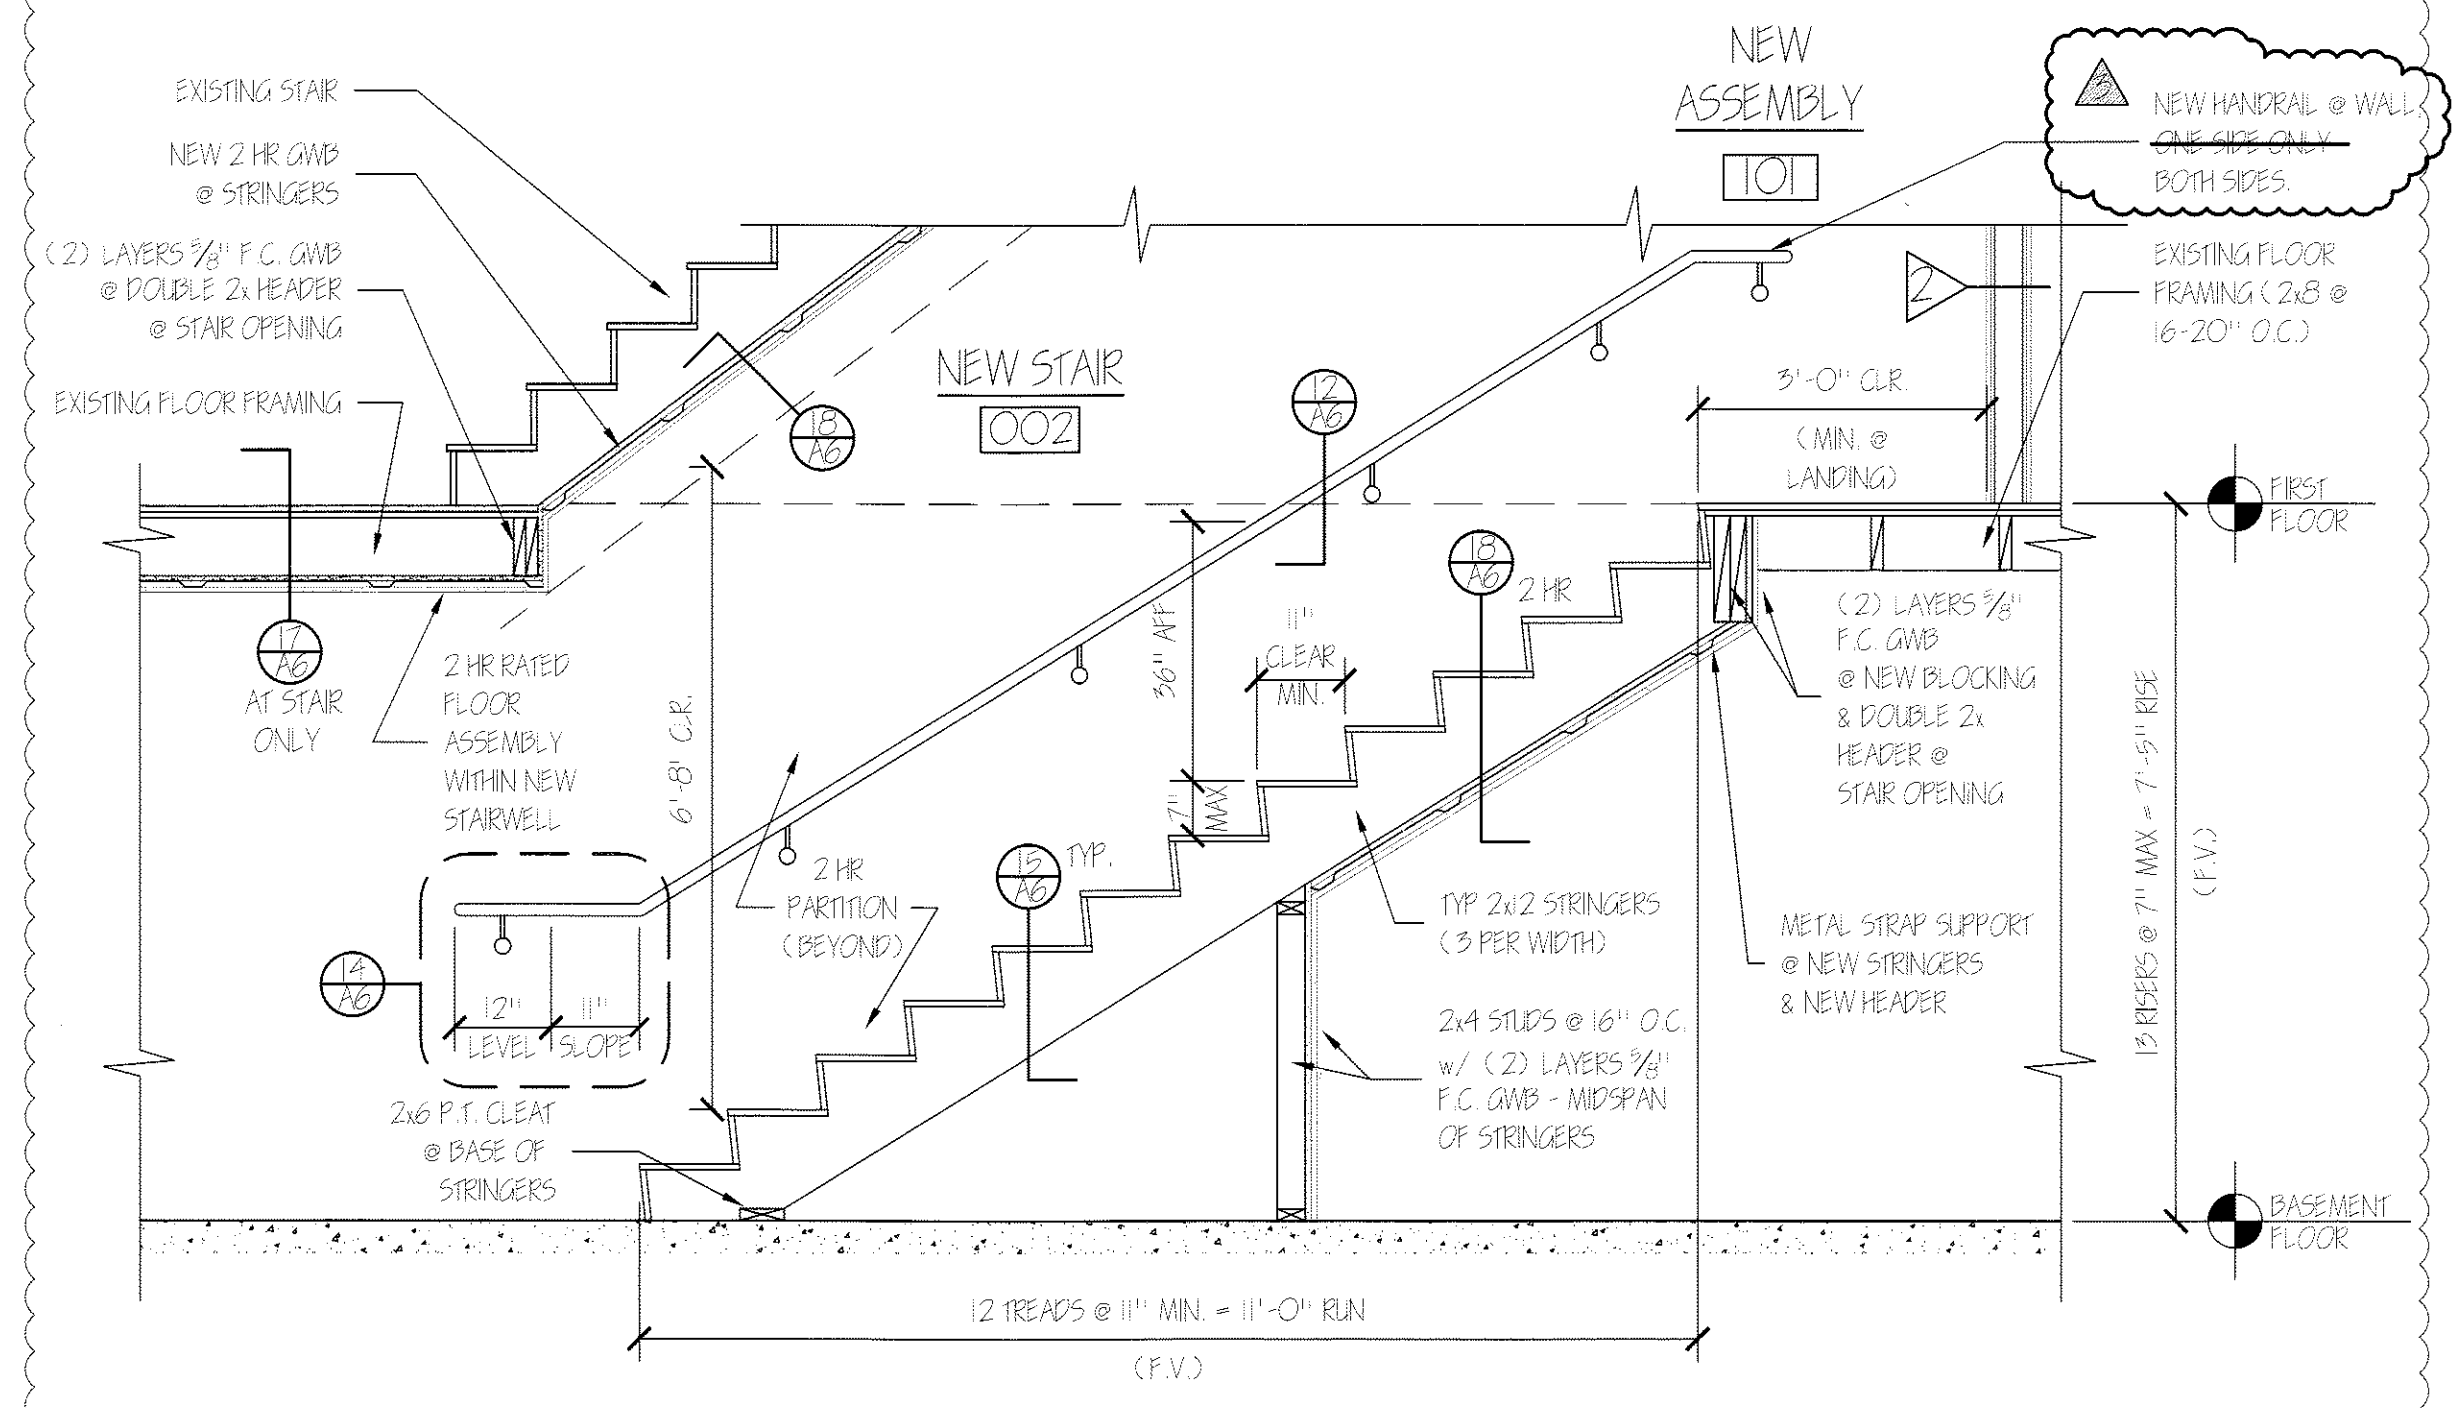 EXISTING STAIR
NEW 2 HR GWB
@ STRINGERS
(2) LAYERS 5/8" F.C. GWB
@ DOUBLE 2x HEADER
@ STAIR OPENING
EXISTING FLOOR FRAMING
NEW
ASSEMBLY
101
3
NEW HANDRAIL @ WALL,
ONE SIDE ONLY
BOTH SIDES.
EXISTING FLOOR
FRAMING (2x8 @
16-20" O.C.)
2
NEW STAIR
002
18
A6
12
A6
3'-0" CLR.
(MIN. @
LANDING)
FIRST
FLOOR
17
A6
AT STAIR
ONLY
2 HR RATED
FLOOR
ASSEMBLY
WITHIN NEW
STAIRWELL
6'-8" CLR.
36" AFF
7"
MAX
11"
CLEAR
MIN.
18
A6
2 HR
(2) LAYERS 5/8"
F.C. GWB
@ NEW BLOCKING
& DOUBLE 2x
HEADER @
STAIR OPENING
13 RISERS @ 7" MAX = 7'-5" RISE
(F.V.)
2 HR
PARTITION
(BEYOND)
15
A6
TYP.
TYP 2x12 STRINGERS
(3 PER WIDTH)
METAL STRAP SUPPORT
@ NEW STRINGERS
& NEW HEADER
14
A6
12"
LEVEL
11"
SLOPE
2x4 STUDS @ 16" O.C.
w/ (2) LAYERS 5/8"
F.C. GWB - MIDSPAN
OF STRINGERS
2x6 P.T. CLEAT
@ BASE OF
STRINGERS
BASEMENT
FLOOR
12 TREADS @ 11" MIN. = 11'-0" RUN
(F.V.)